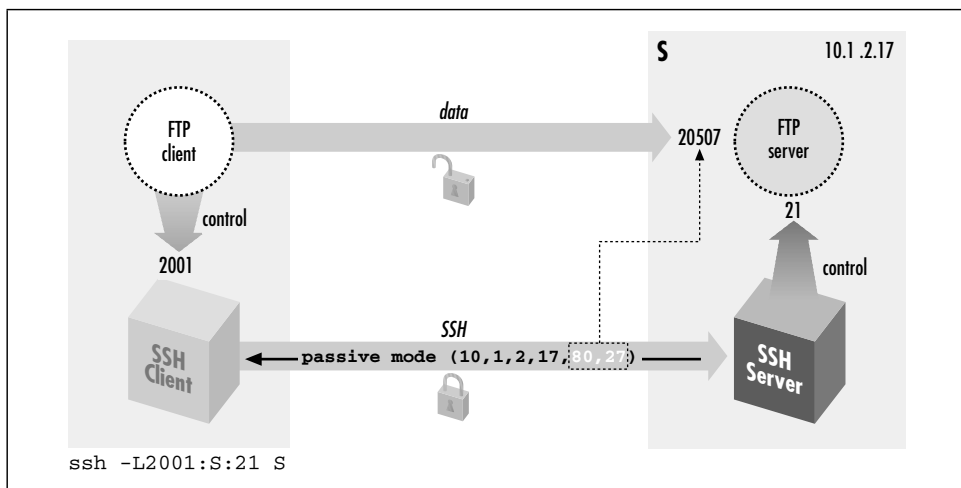 S
10.1 .2.17
FTP
client
data
20507
FTP
server
control
21
2001
control
SSH
Client
SSH
passive mode (10,1,2,17,80,27)
SSH
Server
ssh -L2001:S:21 S